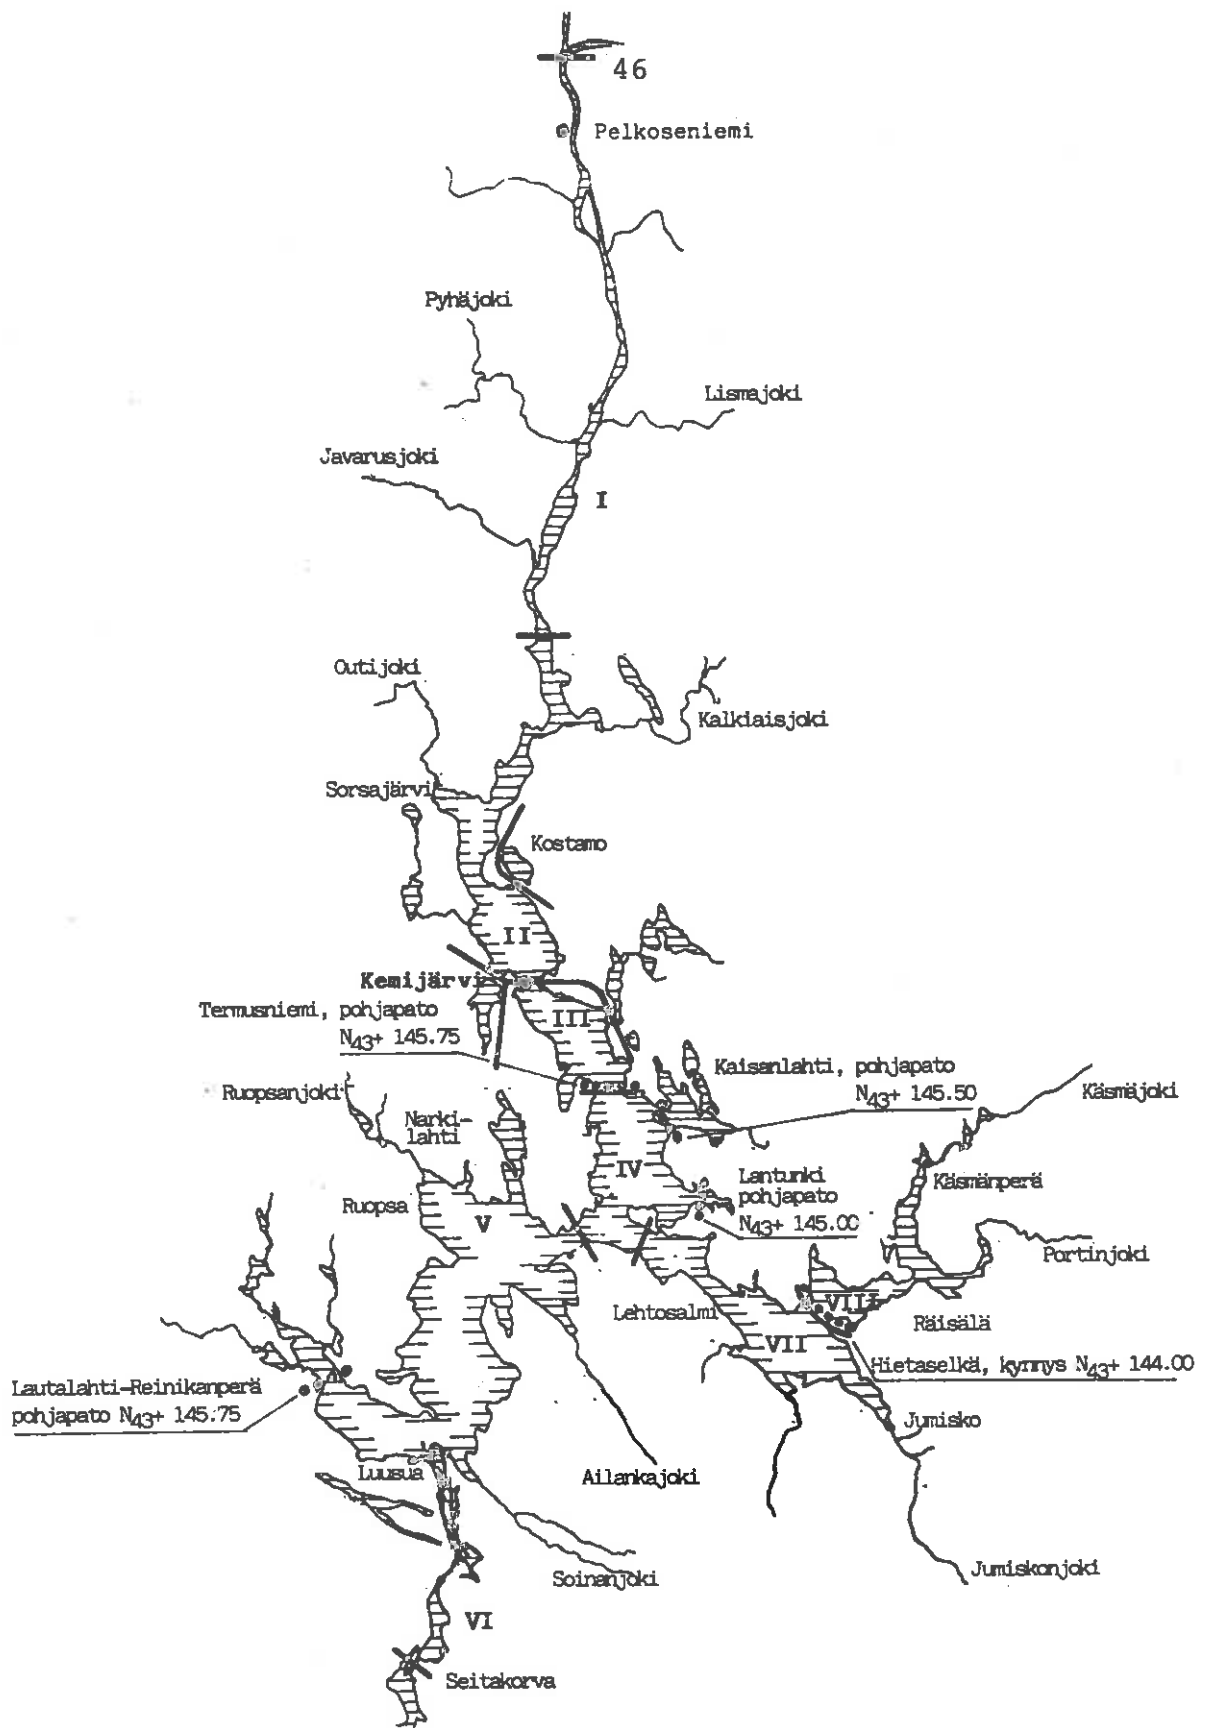 46
Pelkoseniemi
Pyhäjoki
Lismajoki
Javarusjoki
I
Outijoki
Kalkiaisjoki
Sorsajärvi
Kostamo
II
Kemijärvi
Termusniemi, pohjapato
N43+ 145.75
III
Kaisanlahti, pohjapato
N43+ 145.50
Käsmäjoki
Ruopsanjoki
Narki-
lahti
IV
Lantunki
pohjapato
N43+ 145.00
Käsmänperä
Ruopsa
V
Portinjoki
Lehtosalmi
VIII
Räisälä
VII
Hietaselkä, kynnys N43+ 144.00
Lautalahti-Reinikanperä
pohjapato N43+ 145.75
Jumisko
Luusua
Ailankajoki
Soinanjoki
Jumiskonjoki
VI
Seitakorva